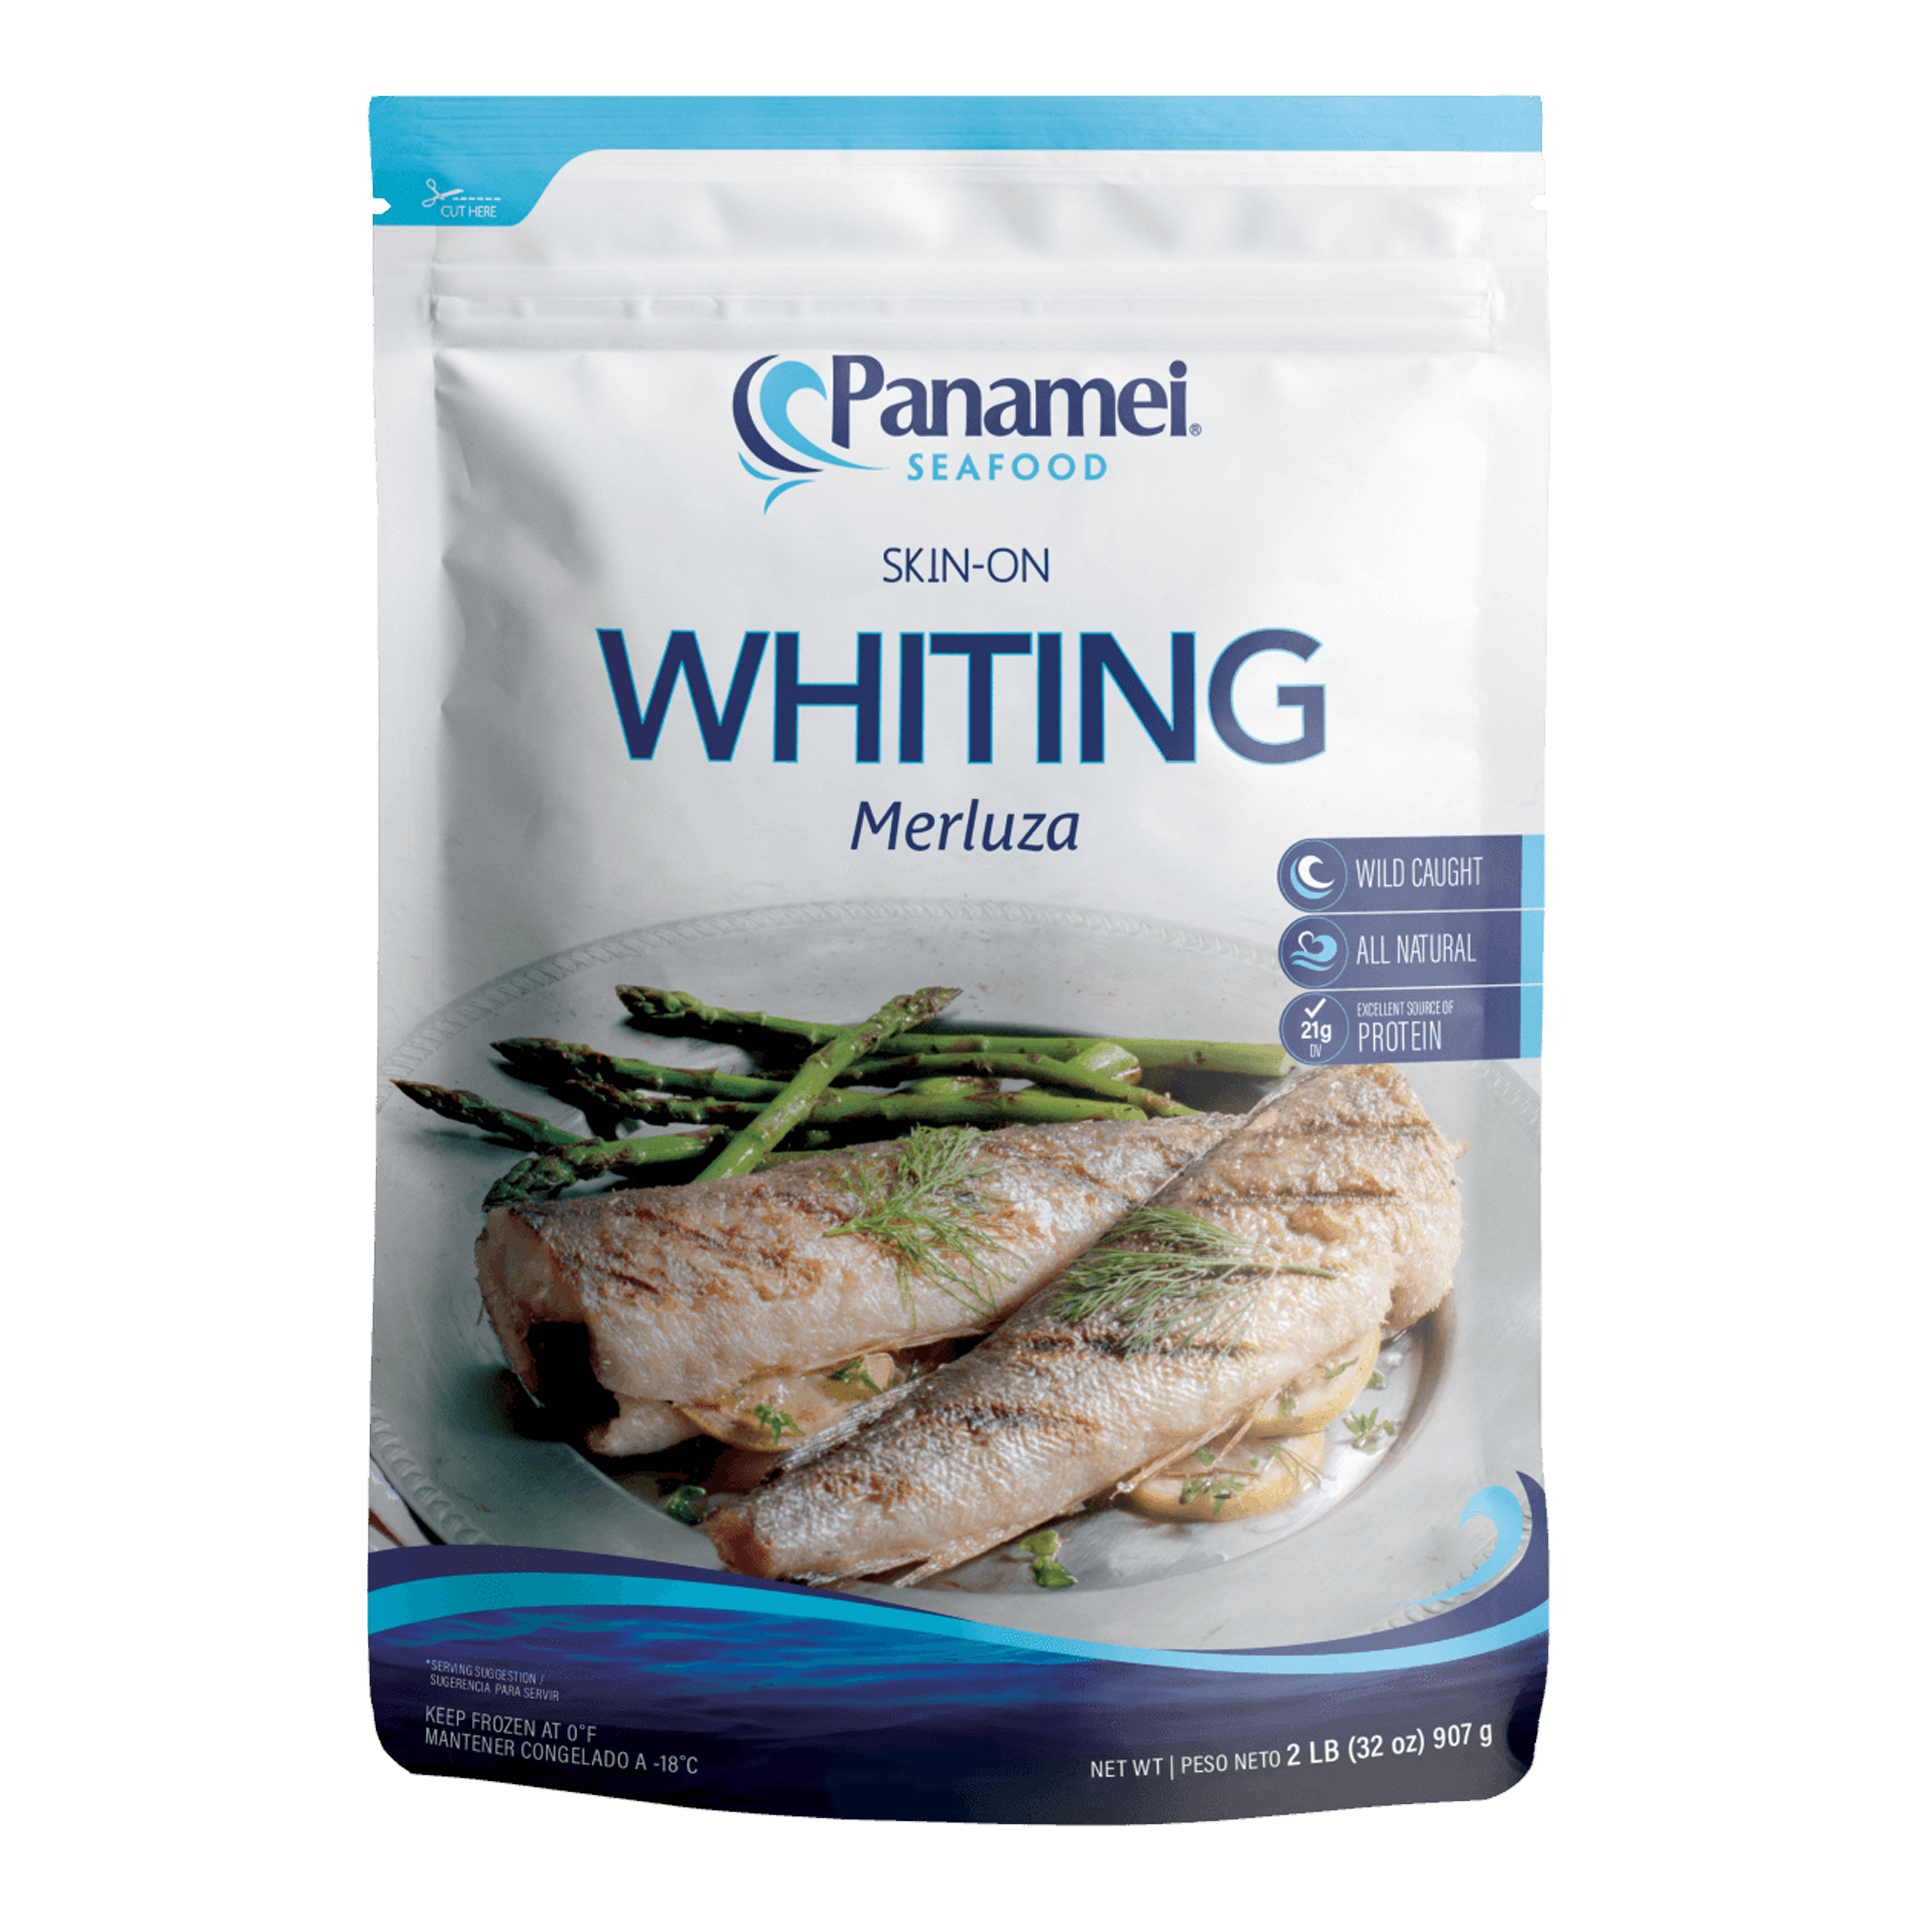 CUT HERE
Panamei®
SEAFOOD
SKIN-ON
WHITING
Merluza
WILD CAUGHT
ALL NATURAL
21g
DV
EXCELLENT SOURCE OF
PROTEIN
*SERVING SUGGESTION /
SUGERENCIA PARA SERVIR
KEEP FROZEN AT 0°F
MANTENER CONGELADO A -18°C
NET WT | PESO NETO 2 LB (32 oz) 907 g